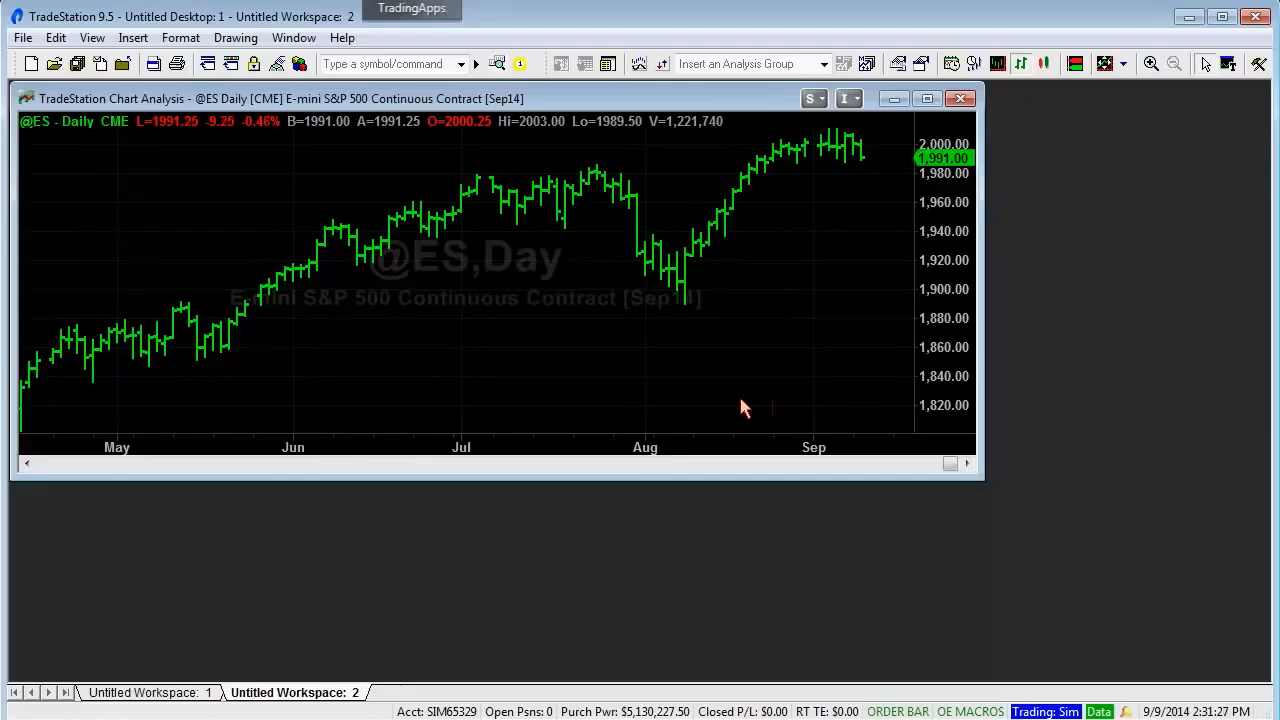 TradeStation 9.5 - Untitled Desktop: 1 - Untitled Workspace: 2
TradingApps
File Edit View Insert Format Drawing Window Help
Type a symbol/command
Insert an Analysis Group
TradeStation Chart Analysis - @ES Daily [CME] E-mini S&P 500 Continuous Contract [Sep14]
S I
@ES - Daily CME L=1991.25 -9.25 -0.46% B=1991.00 A=1991.25 O=2000.25 Hi=2003.00 Lo=1989.50 V=1,221,740
2,000.00
1,991.00
1,980.00
1,960.00
1,940.00
@ES,Day
1,920.00
E-mini S&P 500 Continuous Contract [Sep14]
1,900.00
1,880.00
1,860.00
1,840.00
1,820.00
May Jun Jul Aug Sep
Untitled Workspace: 1 Untitled Workspace: 2
Acct: SIM65329 Open Psns: 0 Futures Purch Pwr: $5,130,227.50 Closed P/L: $0.00 RT TE: $0.00 ORDER BAR OE MACROS Trading: Sim Data 9/9/2014 2:31:27 PM